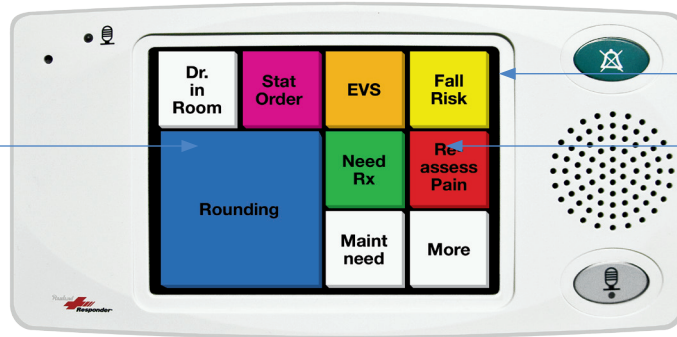 Dr.
in
Room
Stat
Order
EVS
Fall
Risk
Rounding
Need
Rx
Re-
assess
Pain
Maint
need
More
Responder